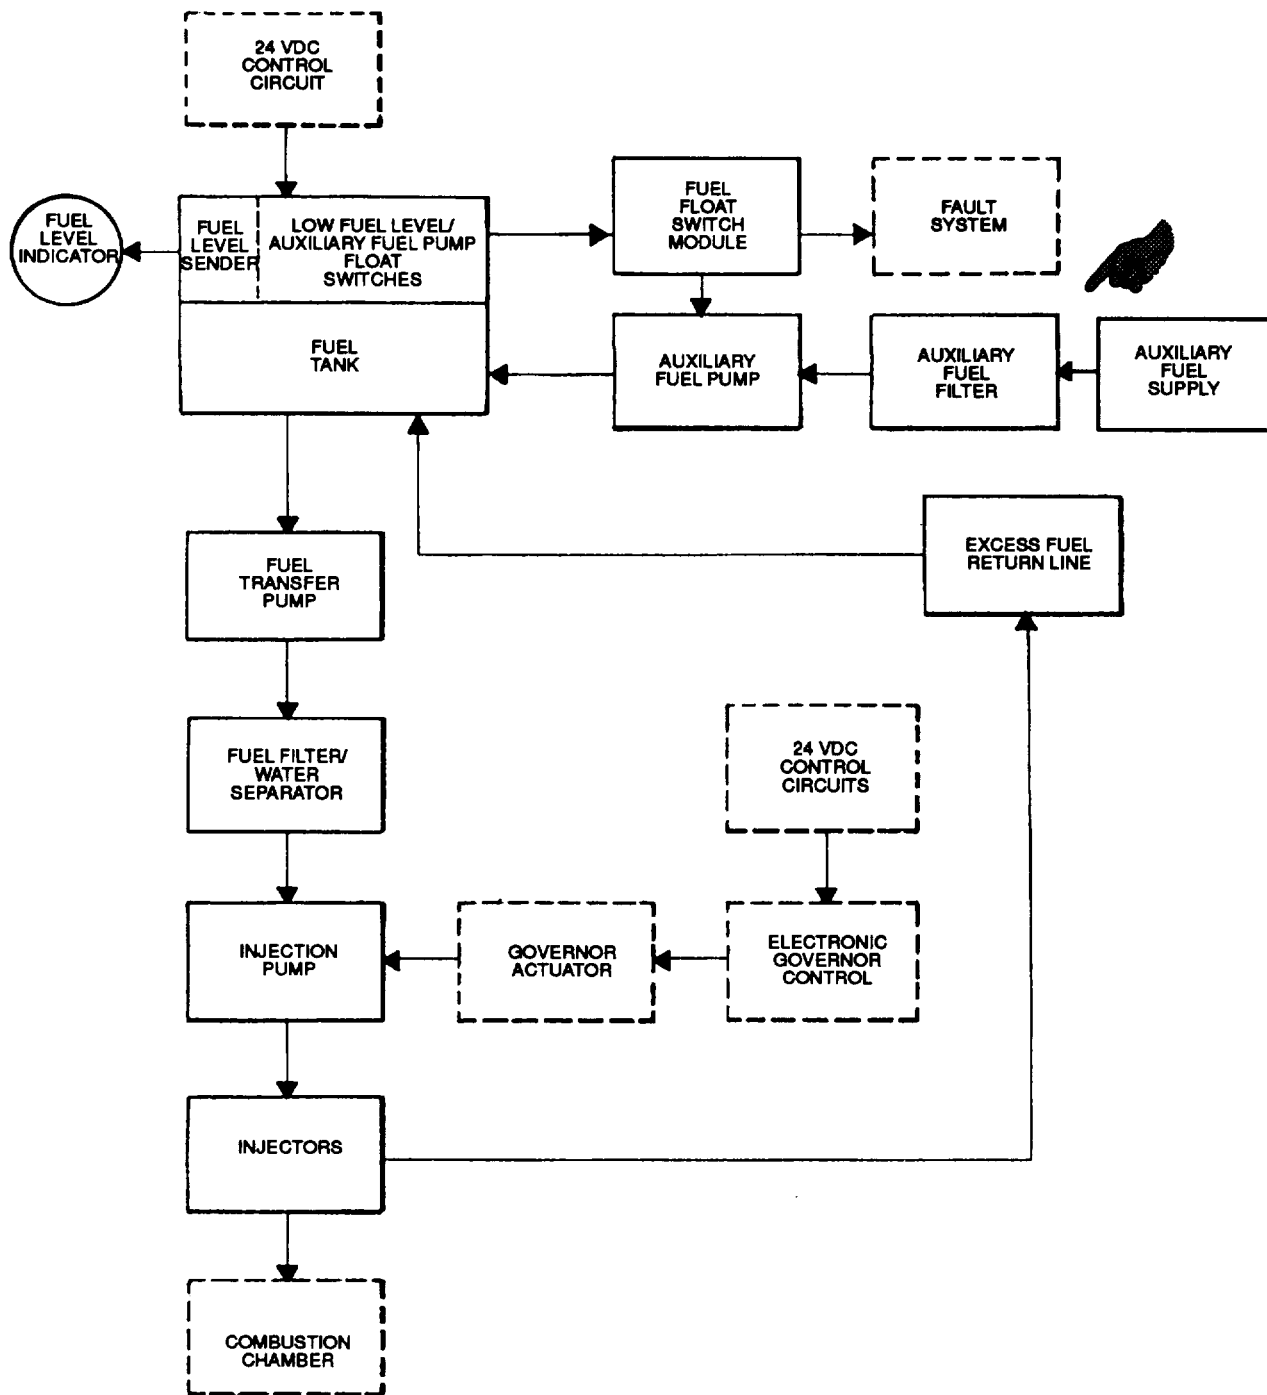 24 VDC
CONTROL
CIRCUIT
FUEL
LEVEL
INDICATOR
FUEL
LEVEL
SENDER
LOW FUEL LEVEL/
AUXILIARY FUEL PUMP
FLOAT
SWITCHES
FUEL
FLOAT
SWITCH
MODULE
FAULT
SYSTEM
FUEL
TANK
AUXILIARY
FUEL PUMP
AUXILIARY
FUEL
FILTER
AUXILIARY
FUEL
SUPPLY
FUEL
TRANSFER
PUMP
EXCESS FUEL
RETURN LINE
FUEL FILTER/
WATER
SEPARATOR
24 VDC
CONTROL
CIRCUITS
INJECTION
PUMP
GOVERNOR
ACTUATOR
ELECTRONIC
GOVERNOR
CONTROL
INJECTORS
COMBUSTION
CHAMBER